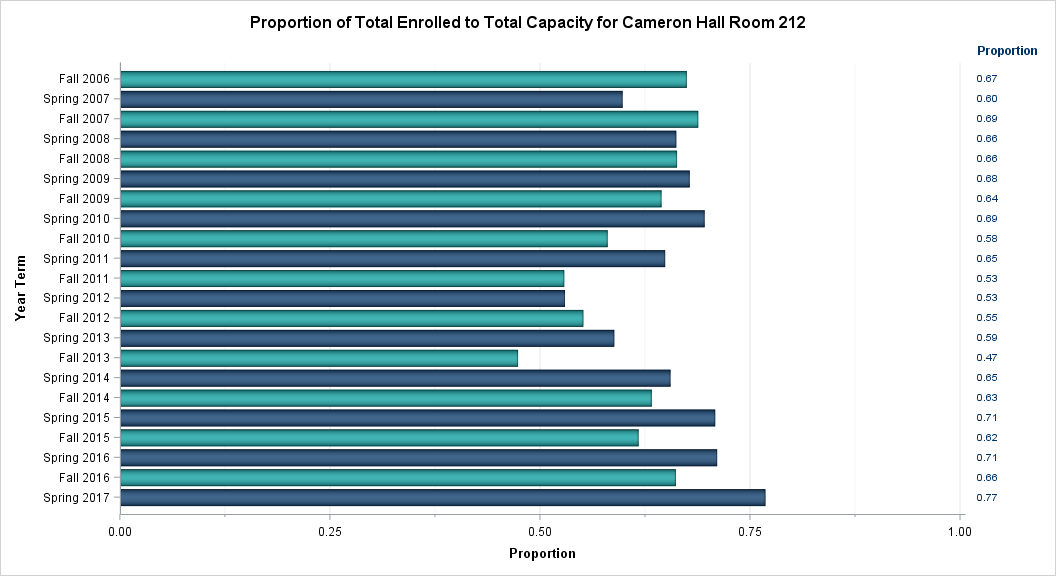 Proportion of Total Enrolled to Total Capacity for Cameron Hall Room 212
Proportion
Fall 2006 0.67
Spring 2007 0.60
Fall 2007 0.69
Spring 2008 0.66
Fall 2008 0.66
Spring 2009 0.68
Fall 2009 0.64
Spring 2010 0.69
Fall 2010 0.58
Spring 2011 0.65
Fall 2011 0.53
Spring 2012 0.53
Fall 2012 0.55
Spring 2013 0.59
Fall 2013 0.47
Spring 2014 0.65
Fall 2014 0.63
Spring 2015 0.71
Fall 2015 0.62
Spring 2016 0.71
Fall 2016 0.66
Spring 2017 0.77
Year Term
0.00 0.25 0.50 0.75 1.00
Proportion